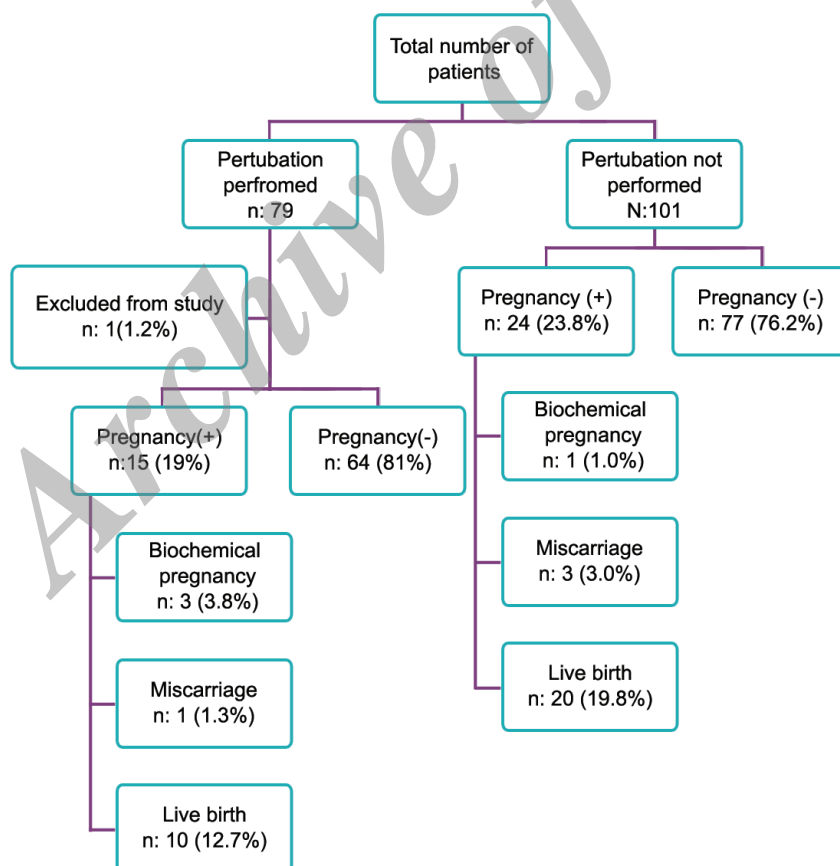 Total number of
patients
Pertubation
perfromed
n: 79
Pertubation not
performed
N:101
Excluded from study
n: 1(1.2%)
Pregnancy (+)
n: 24 (23.8%)
Pregnancy (-)
n: 77 (76.2%)
Pregnancy(+)
n:15 (19%)
Pregnancy(-)
n: 64 (81%)
Biochemical
pregnancy
n: 1 (1.0%)
Miscarriage
n: 3 (3.0%)
Live birth
n: 20 (19.8%)
Biochemical
pregnancy
n: 3 (3.8%)
Miscarriage
n: 1 (1.3%)
Live birth
n: 10 (12.7%)
Archive of